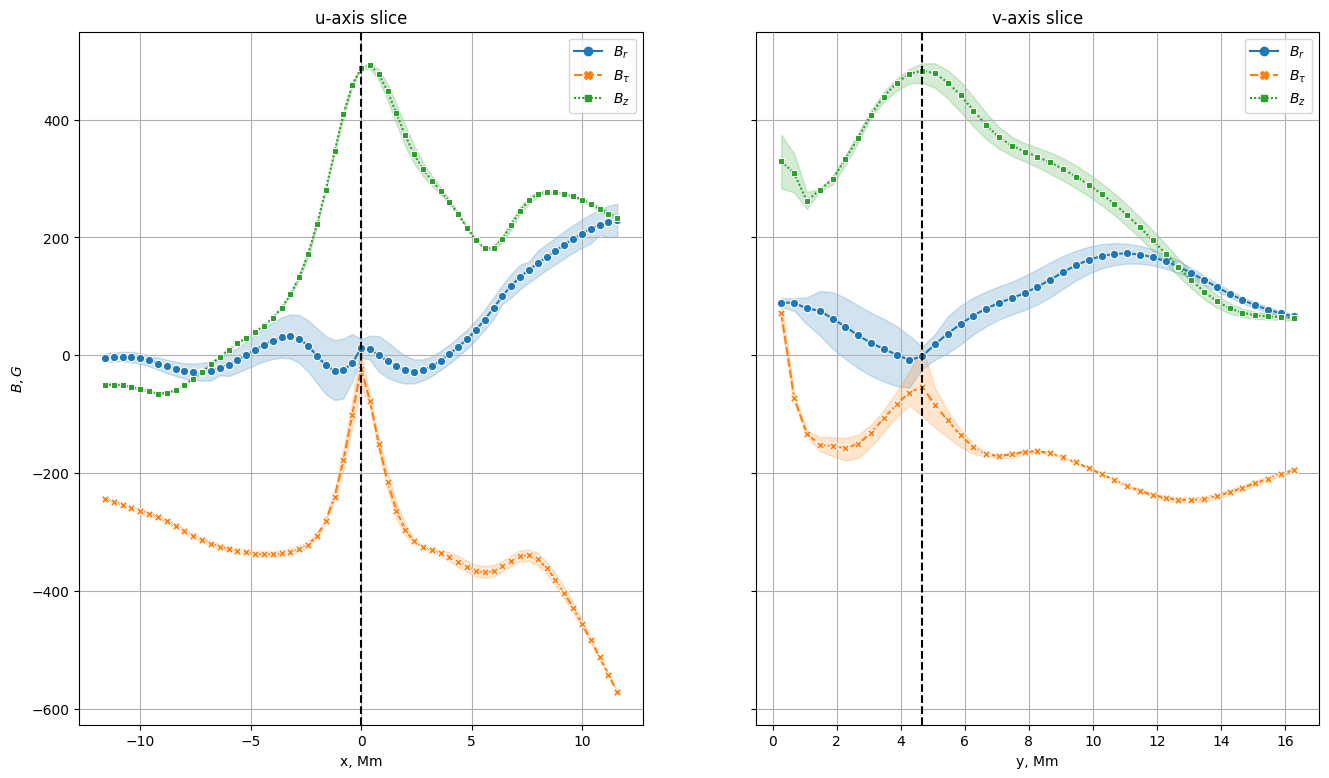 u-axis slice
B, G
400
200
0
−200
−400
−600
−10
−5
0
5
10
x, Mm
B_r
B_τ
B_z
v-axis slice
0
2
4
6
8
10
12
14
16
y, Mm
B_r
B_τ
B_z